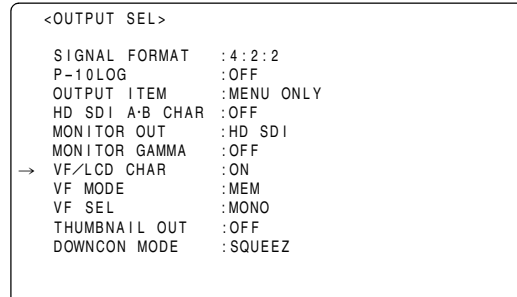 <OUTPUT SEL>
SIGNAL FORMAT :4:2:2
P-10LOG :OFF
OUTPUT ITEM :MENU ONLY
HD SDI A·B CHAR :OFF
MONITOR OUT :HD SDI
MONITOR GAMMA :OFF
→ VF/LCD CHAR :ON
VF MODE :MEM
VF SEL :MONO
THUMBNAIL OUT :OFF
DOWNCON MODE :SQUEEZ